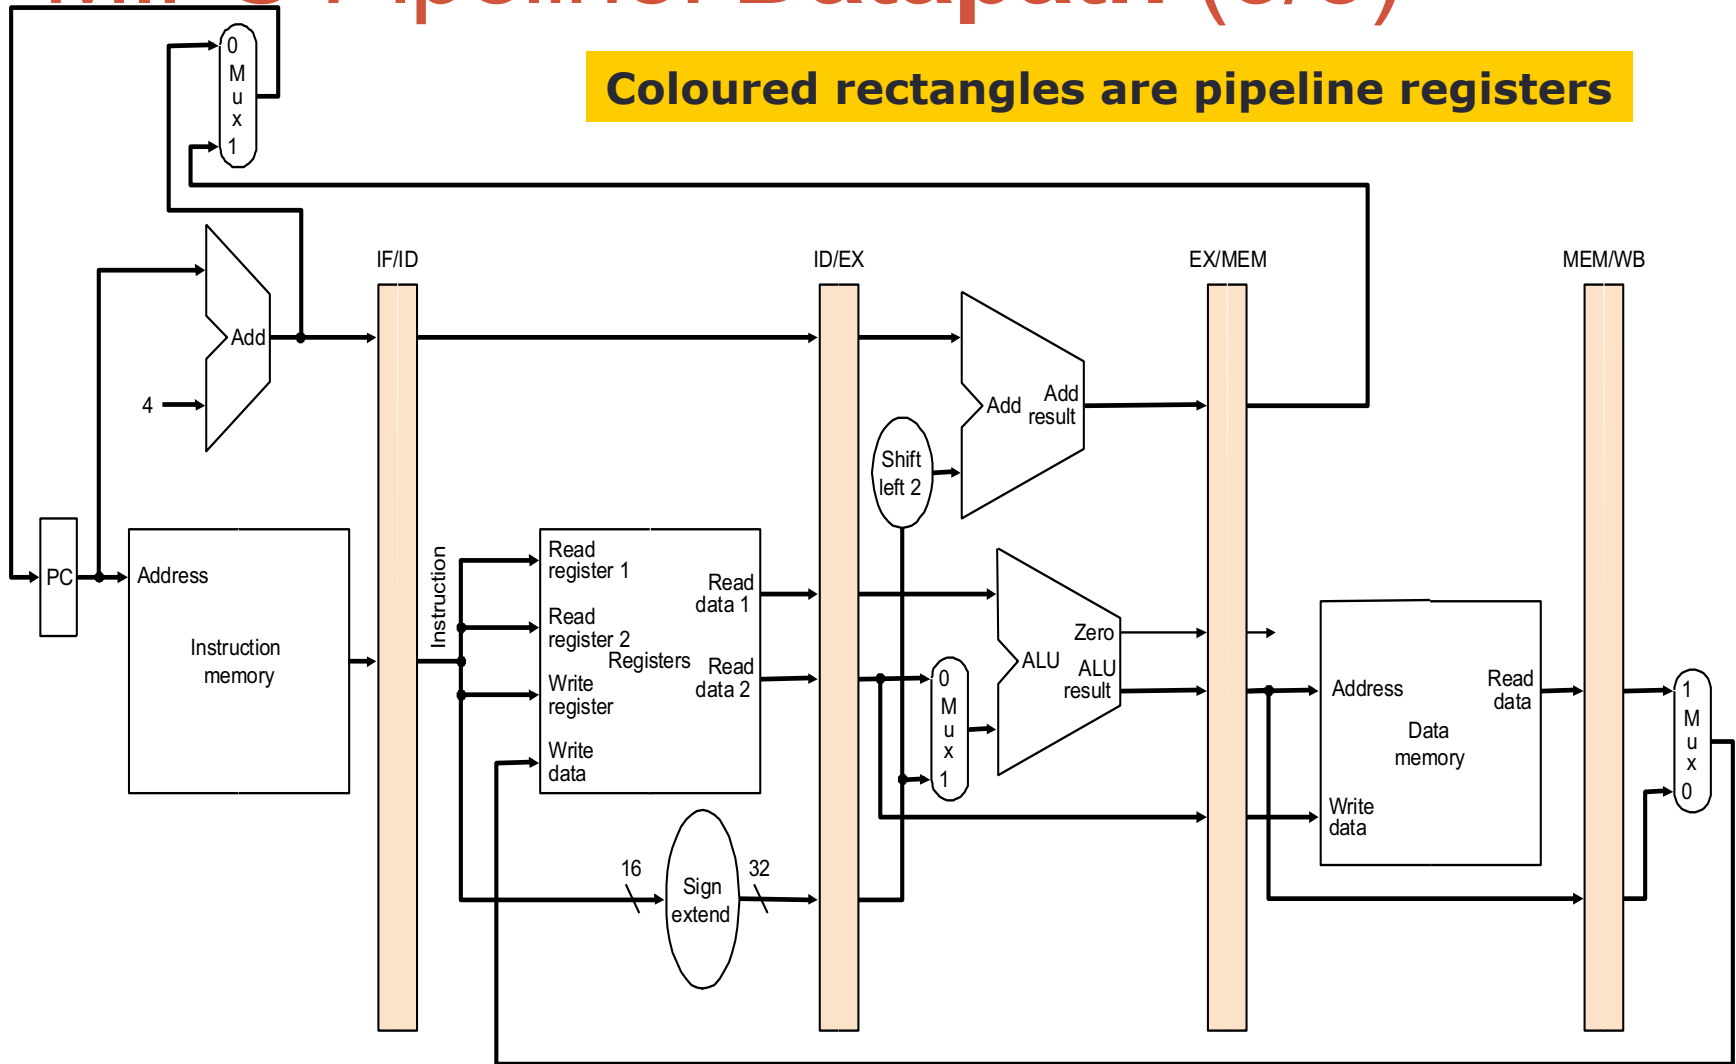 Coloured rectangles are pipeline registers
0
M
u
x
1
IF/ID
ID/EX
EX/MEM
MEM/WB
Add
4
Add
Add
result
Shift
left 2
PC
Address
Instruction
memory
Instruction
Read
register 1
Read
register 2
Write
register
Write
data
Registers
Read
data 1
Read
data 2
16
Sign
extend
32
0
M
u
x
1
ALU
Zero
ALU
result
Address
Data
memory
Write
data
Read
data
1
M
u
x
0